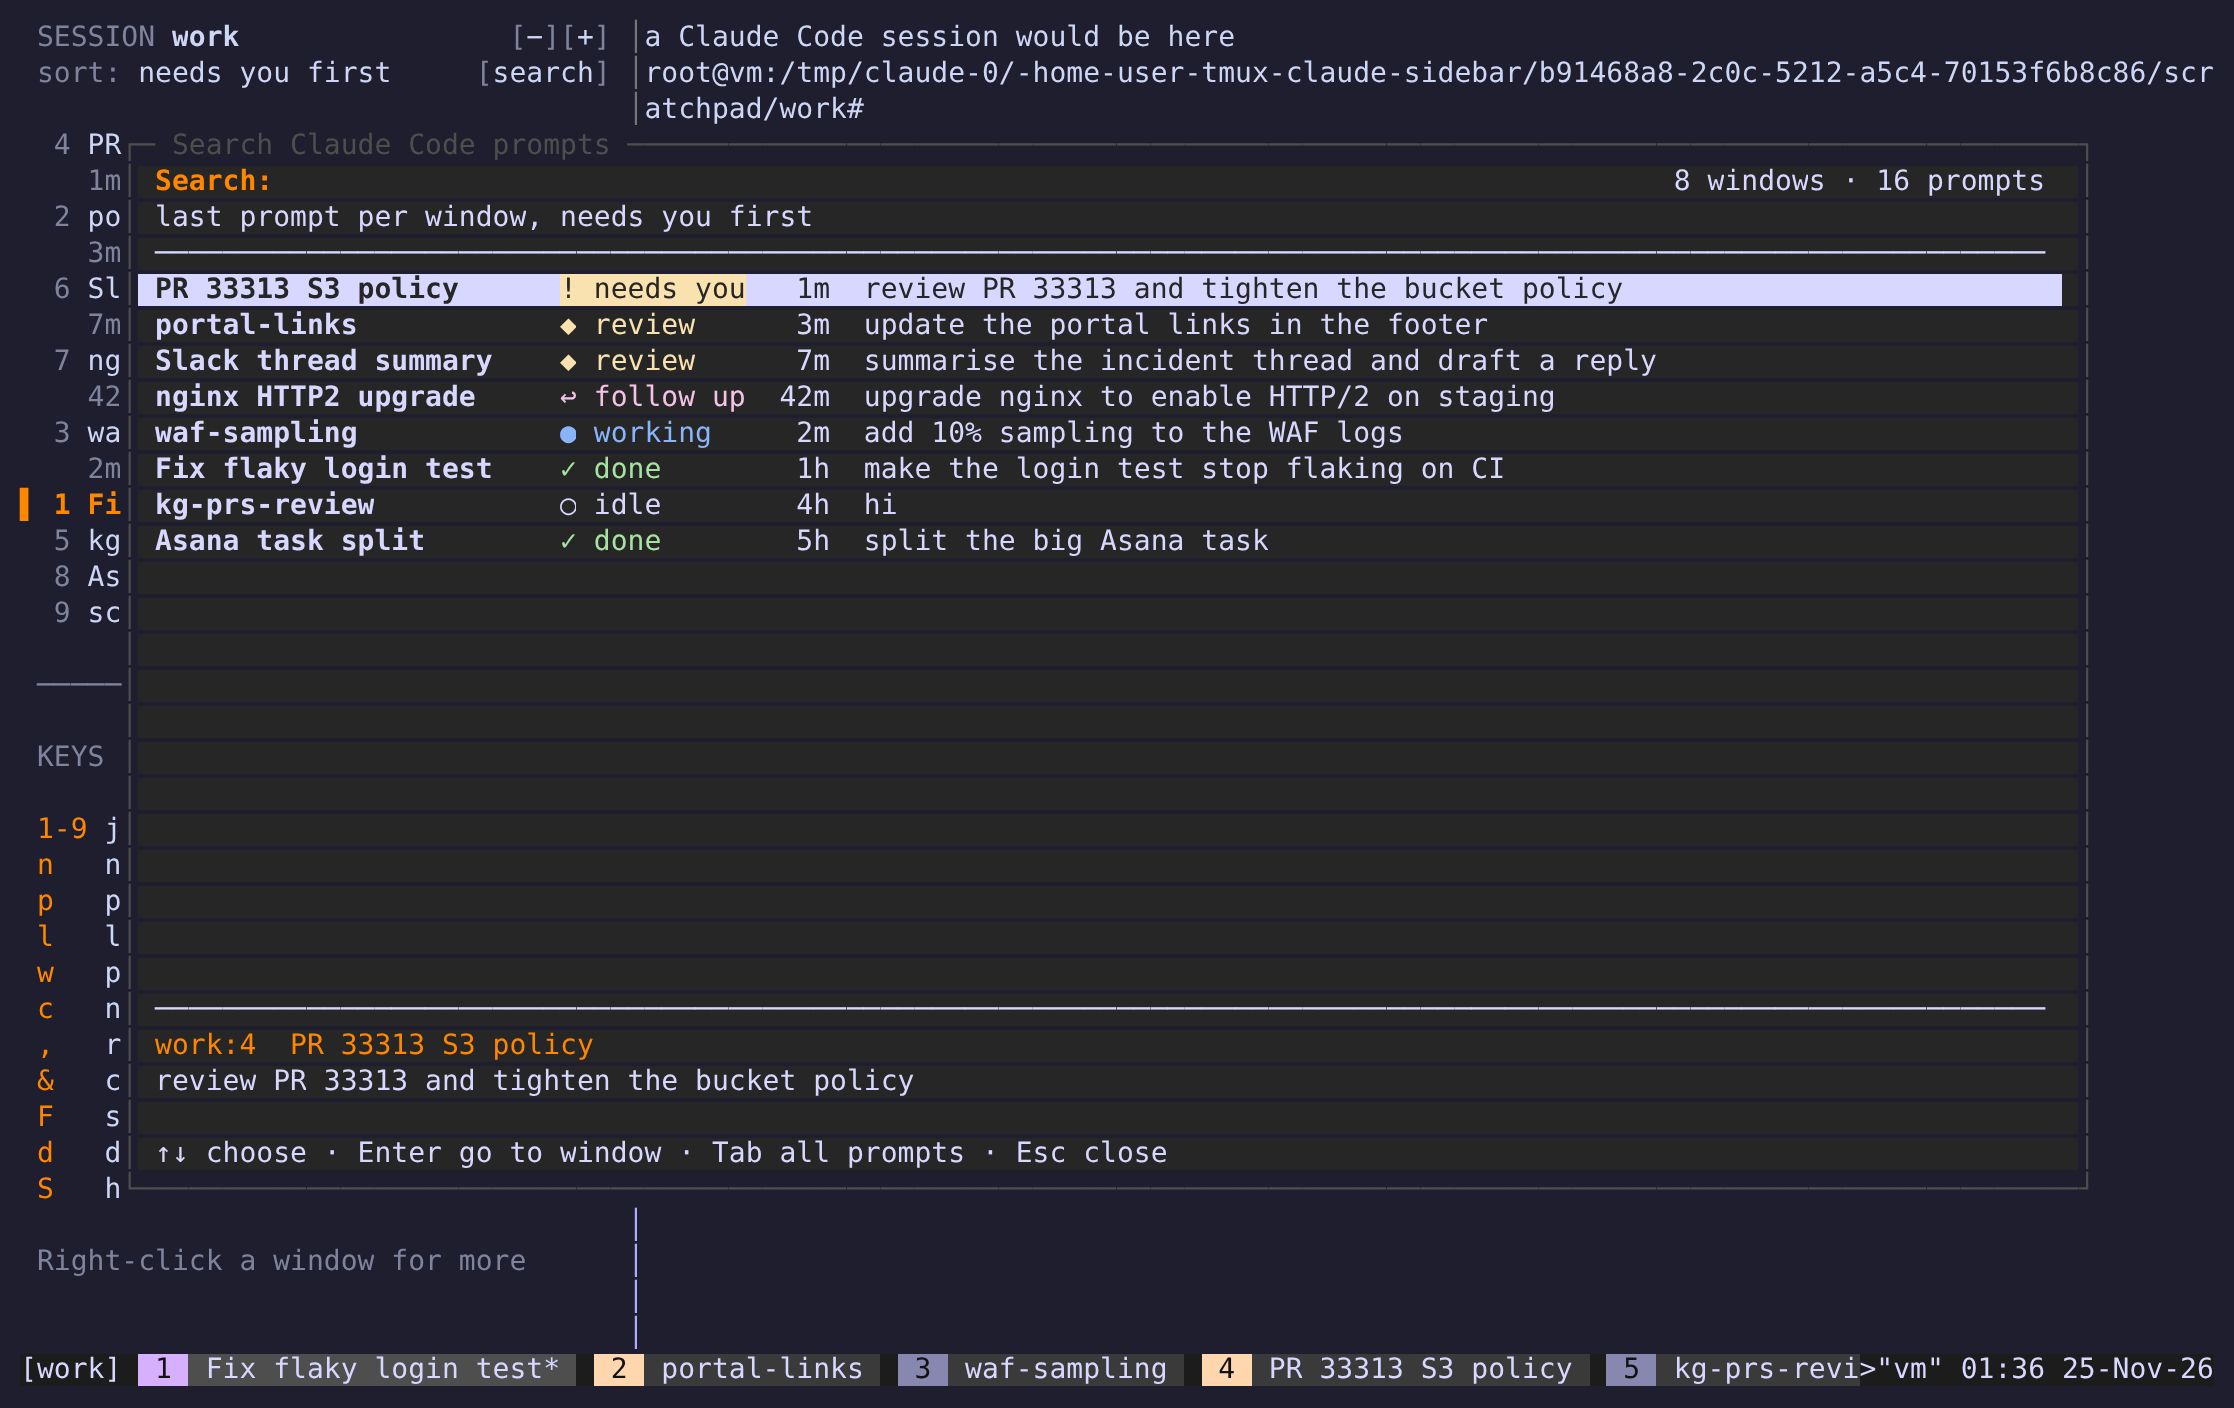 SESSION work [−][+] a Claude Code session would be here
sort: needs you first [search] root@vm:/tmp/claude-0/-home-user-tmux-claude-sidebar/b91468a8-2c0c-5212-a5c4-70153f6b8c86/scr
atchpad/work#
4 PR Search Claude Code prompts
1m Search: 8 windows · 16 prompts
2 po last prompt per window, needs you first
3m
6 Sl PR 33313 S3 policy ! needs you 1m review PR 33313 and tighten the bucket policy
7m portal-links ◆ review 3m update the portal links in the footer
7 ng Slack thread summary ◆ review 7m summarise the incident thread and draft a reply
42 nginx HTTP2 upgrade ↩ follow up 42m upgrade nginx to enable HTTP/2 on staging
3 wa waf-sampling ● working 2m add 10% sampling to the WAF logs
2m Fix flaky login test ✓ done 1h make the login test stop flaking on CI
1 Fi kg-prs-review ○ idle 4h hi
5 kg Asana task split ✓ done 5h split the big Asana task
8 As
9 sc
KEYS
1-9 j
n n
p p
l l
w p
c n
, r work:4 PR 33313 S3 policy
& c review PR 33313 and tighten the bucket policy
F s
d d ↑↓ choose · Enter go to window · Tab all prompts · Esc close
S h
Right-click a window for more
[work] 1 Fix flaky login test* 2 portal-links 3 waf-sampling 4 PR 33313 S3 policy 5 kg-prs-revi>"vm" 01:36 25-Nov-26